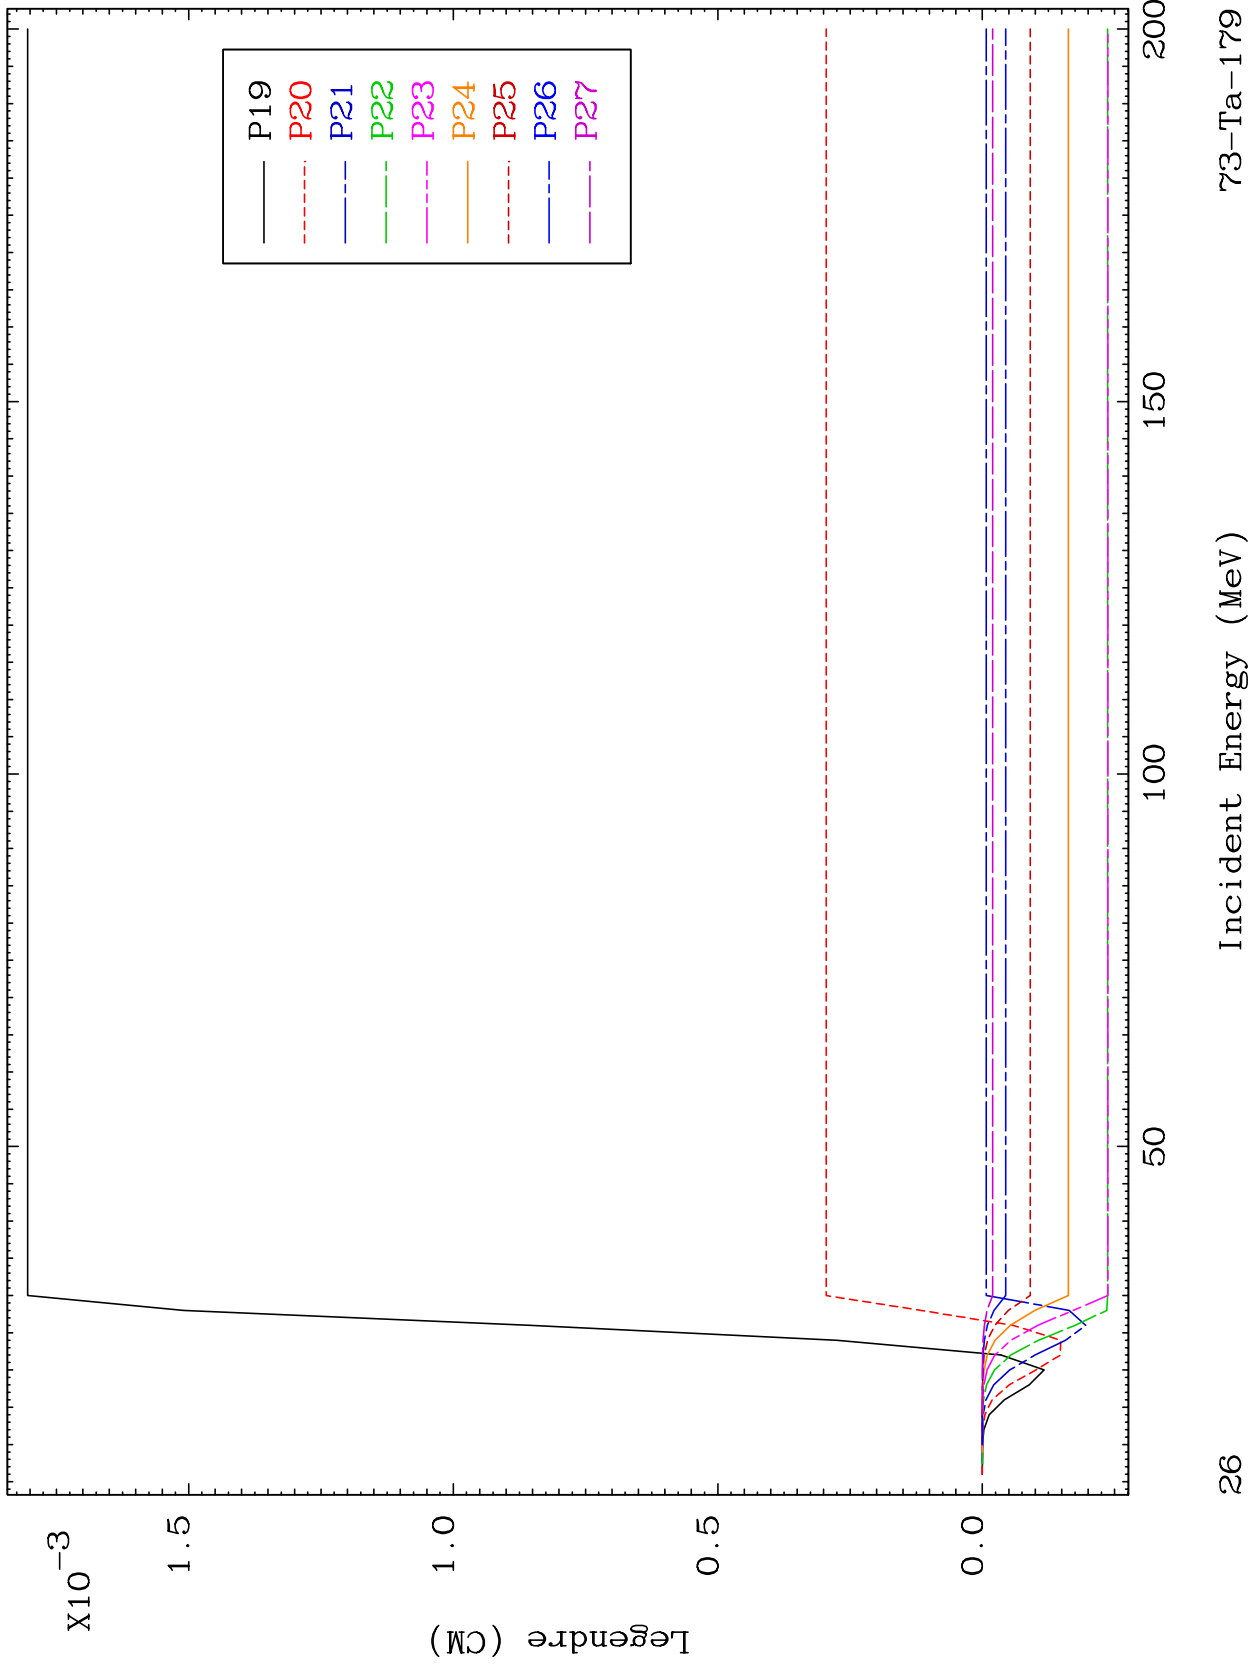 X10-3
1.5
1.0
0.5
0.0
Legendre (CM)
P19
P20
P21
P22
P23
P24
P25
P26
P27
50
100
150
200
Incident Energy (MeV)
26
73-Ta-179